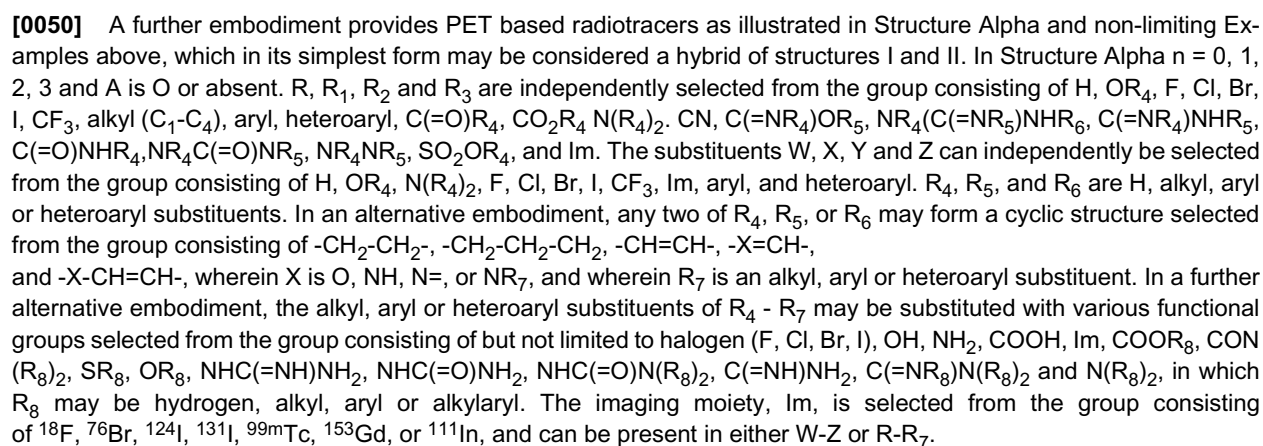 [0050] A further embodiment provides PET based radiotracers as illustrated in Structure Alpha and non-limiting Ex-
amples above, which in its simplest form may be considered a hybrid of structures I and II. In Structure Alpha n = 0, 1,
2, 3 and A is O or absent. R, R₁, R₂ and R₃ are independently selected from the group consisting of H, OR₄, F, Cl, Br,
I, CF₃, alkyl (C₁-C₄), aryl, heteroaryl, C(=O)R₄, CO₂R₄ N(R₄)₂. CN, C(=NR₄)OR₅, NR₄(C(=NR₅)NHR₆, C(=NR₄)NHR₅,
C(=O)NHR₄,NR₄C(=O)NR₅, NR₄NR₅, SO₂OR₄, and Im. The substituents W, X, Y and Z can independently be selected
from the group consisting of H, OR₄, N(R₄)₂, F, Cl, Br, I, CF₃, Im, aryl, and heteroaryl. R₄, R₅, and R₆ are H, alkyl, aryl
or heteroaryl substituents. In an alternative embodiment, any two of R₄, R₅, or R₆ may form a cyclic structure selected
from the group consisting of -CH₂-CH₂-, -CH₂-CH₂-CH₂, -CH=CH-, -X=CH-,
and -X-CH=CH-, wherein X is O, NH, N=, or NR₇, and wherein R₇ is an alkyl, aryl or heteroaryl substituent. In a further
alternative embodiment, the alkyl, aryl or heteroaryl substituents of R₄ - R₇ may be substituted with various functional
groups selected from the group consisting of but not limited to halogen (F, Cl, Br, I), OH, NH₂, COOH, Im, COOR₈, CON
(R₈)₂, SR₈, OR₈, NHC(=NH)NH₂, NHC(=O)NH₂, NHC(=O)N(R₈)₂, C(=NH)NH₂, C(=NR₈)N(R₈)₂ and N(R₈)₂, in which
R₈ may be hydrogen, alkyl, aryl or alkylaryl. The imaging moiety, Im, is selected from the group consisting
of ¹⁸F, ⁷⁶Br, ¹²⁴I, ¹³¹I, ⁹⁹ᵐTc, ¹⁵³Gd, or ¹¹¹In, and can be present in either W-Z or R-R₇.